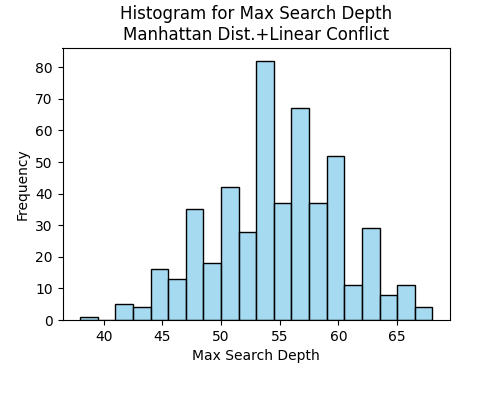 Histogram for Max Search Depth
Manhattan Dist.+Linear Conflict
80
70
60
50
40
30
20
10
0
Frequency
40 45 50 55 60 65
Max Search Depth